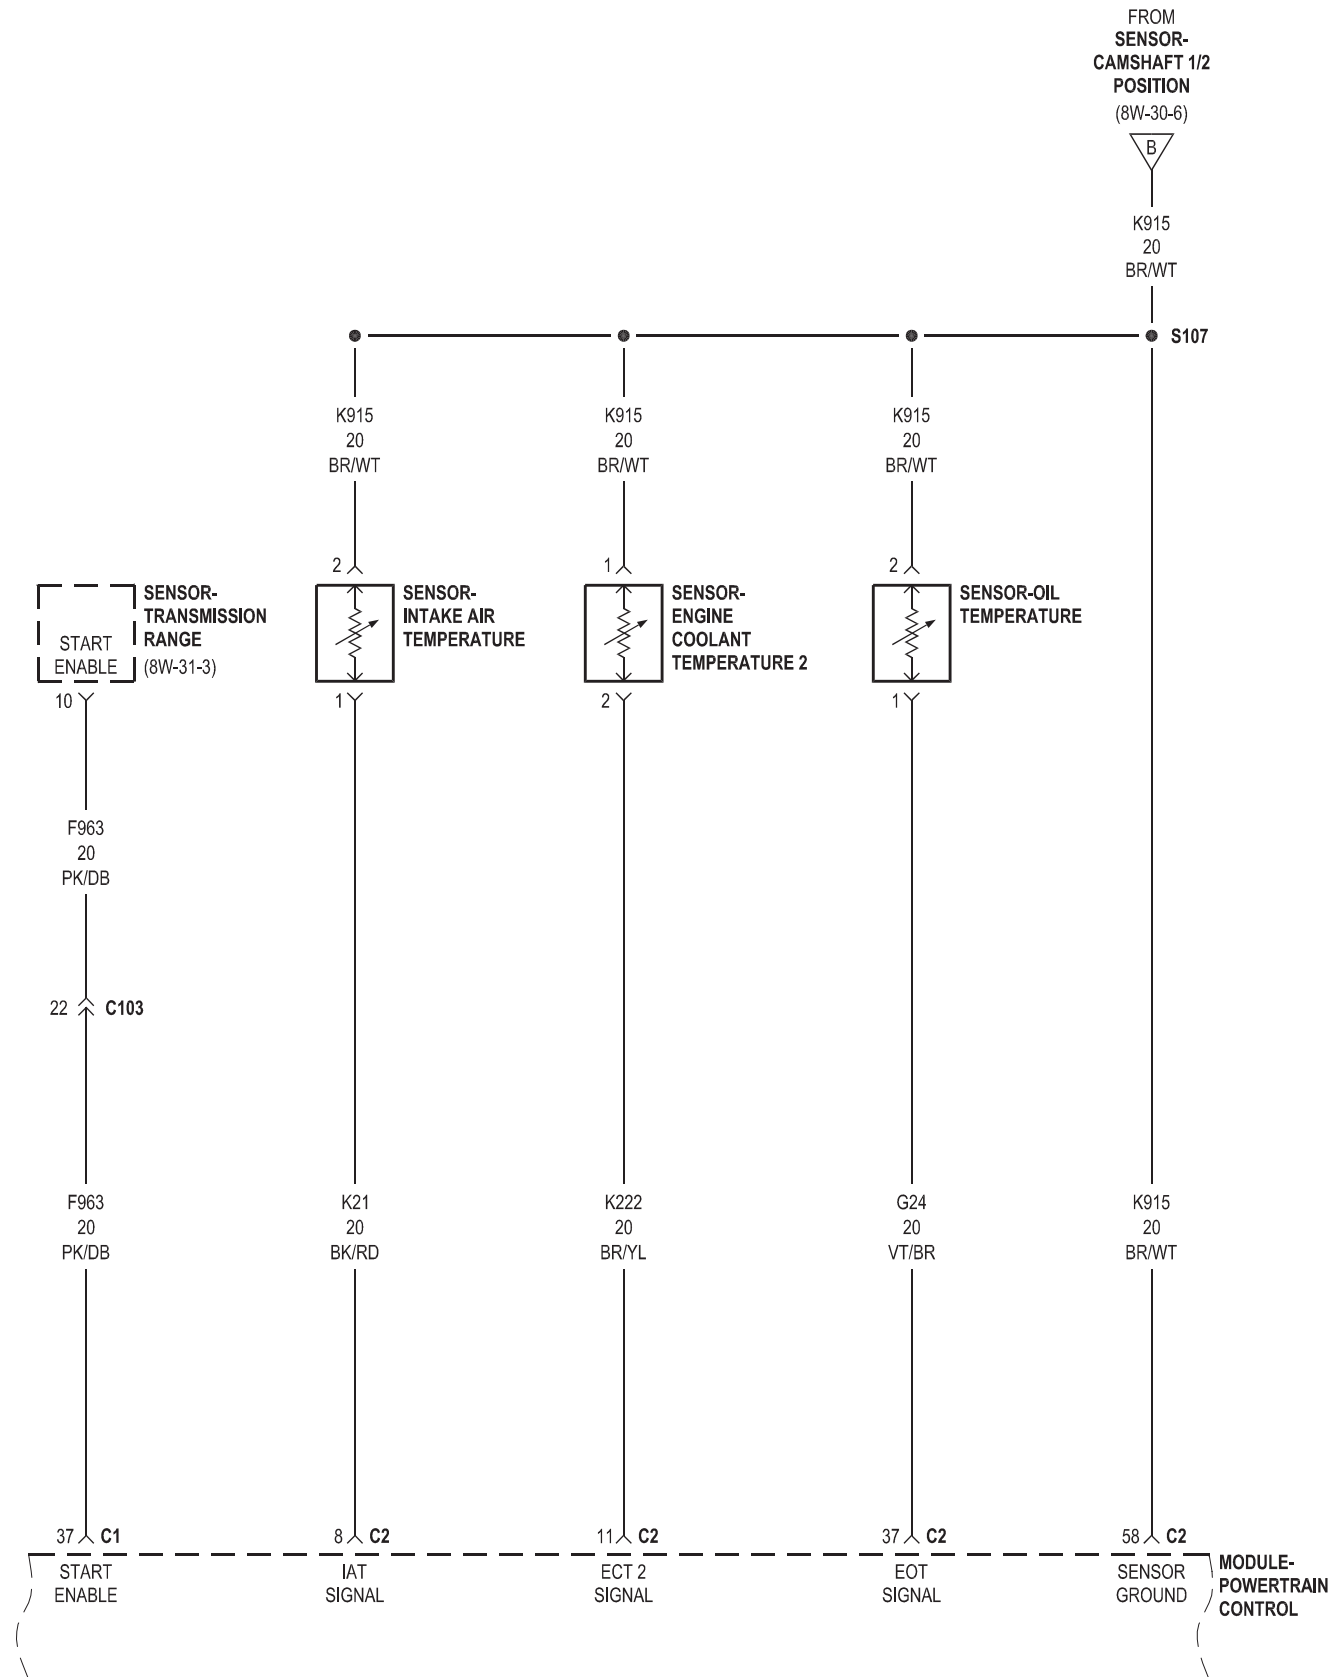 FROM
SENSOR-
CAMSHAFT 1/2
POSITION
(8W-30-6)
B
K915
20
BR/WT
S107
K915
20
BR/WT
K915
20
BR/WT
K915
20
BR/WT
2
1
2
START
ENABLE
SENSOR-
TRANSMISSION
RANGE
(8W-31-3)
SENSOR-
INTAKE AIR
TEMPERATURE
SENSOR-
ENGINE
COOLANT
TEMPERATURE 2
SENSOR-OIL
TEMPERATURE
10
1
2
1
F963
20
PK/DB
22
C103
F963
20
PK/DB
K21
20
BK/RD
K222
20
BR/YL
G24
20
VT/BR
K915
20
BR/WT
37 C1
8 C2
11 C2
37 C2
58 C2
START
ENABLE
IAT
SIGNAL
ECT 2
SIGNAL
EOT
SIGNAL
SENSOR
GROUND
MODULE-
POWERTRAIN
CONTROL